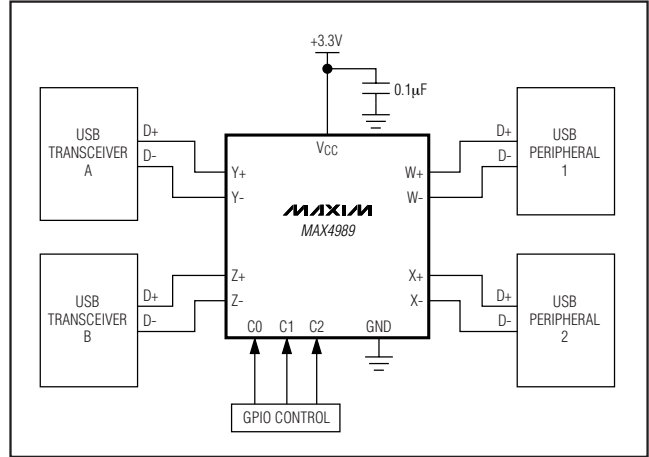 +3.3V
0.1μF
USB
TRANSCEIVER
A
D+
D-
VCC
Y+
Y-
W+
W-
D+
D-
USB
PERIPHERAL
1
MAXIM
MAX4989
USB
TRANSCEIVER
B
D+
D-
Z+
Z-
X+
X-
D+
D-
USB
PERIPHERAL
2
C0 C1 C2 GND
GPIO CONTROL